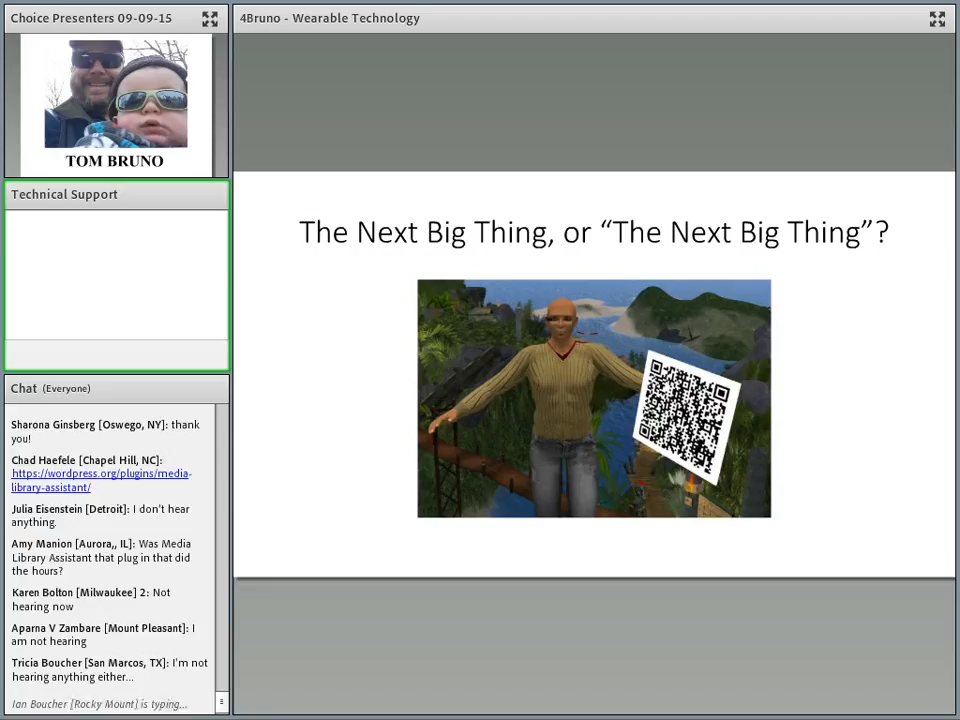 Choice Presenters 09-09-15
TOM BRUNO
Technical Support
Chat (Everyone)
Sharona Ginsberg [Oswego, NY]: thank
you!
Chad Haefele [Chapel Hill, NC]:
https://wordpress.org/plugins/media-
library-assistant/
Julia Eisenstein [Detroit]: I don't hear
anything.
Amy Manion [Aurora,, IL]: Was Media
Library Assistant that plug in that did
the hours?
Karen Bolton [Milwaukee] 2: Not
hearing now
Aparna V Zambare [Mount Pleasant]: I
am not hearing
Tricia Boucher [San Marcos, TX]: I'm not
hearing anything either...
Ian Boucher [Rocky Mount] is typing...
4Bruno - Wearable Technology
The Next Big Thing, or “The Next Big Thing”?